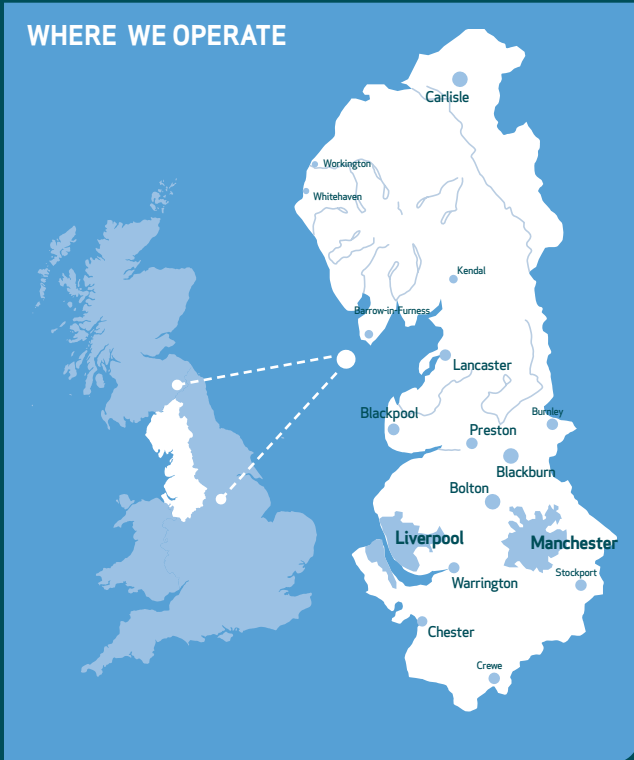 WHERE WE OPERATE
Carlisle
Workington
Whitehaven
Kendal
Barrow-in-Furness
Lancaster
Blackpool
Burnley
Preston
Blackburn
Bolton
Liverpool
Manchester
Stockport
Warrington
Chester
Crewe